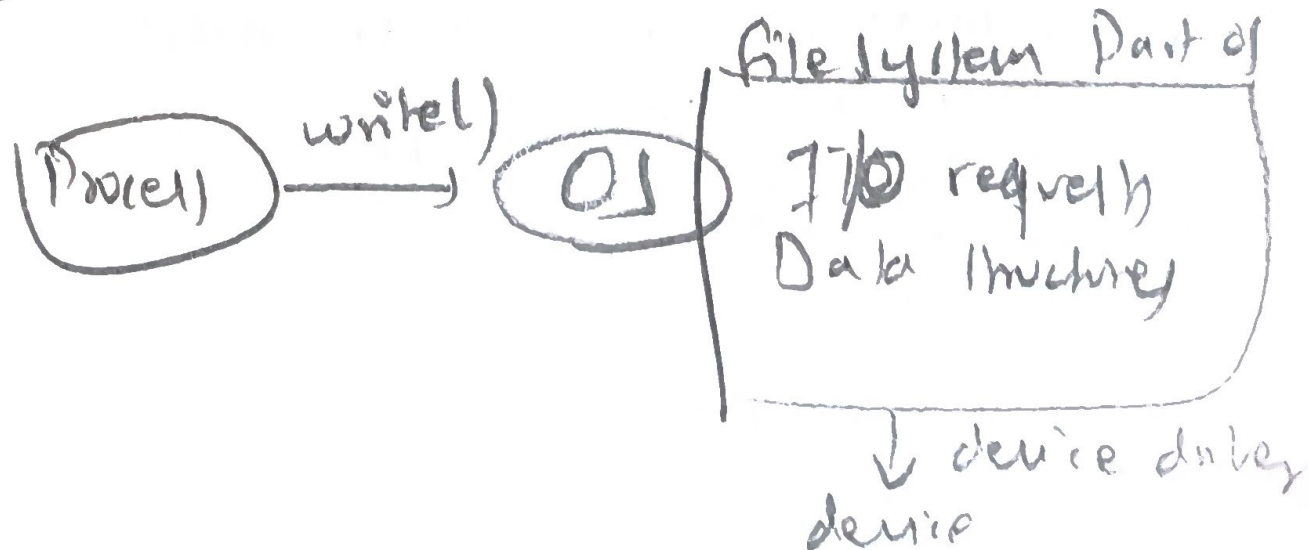 file system Part of
write()
Process
OS
I/O requests
Data structures
device driver
device